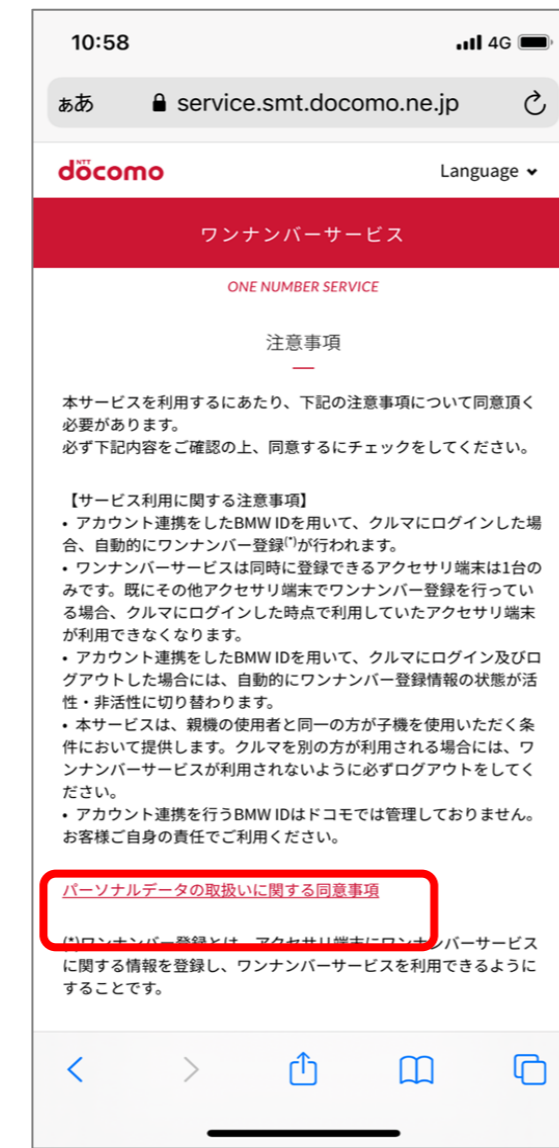 10:58
4G
ぁあ service.smt.docomo.ne.jp
NTT
döcomo Language
ワンナンバーサービス
ONE NUMBER SERVICE
注意事項
本サービスを利用するにあたり、下記の注意事項について同意頂く
必要があります。
必ず下記内容をご確認の上、同意するにチェックをしてください。
【サービス利用に関する注意事項】
• アカウント連携をしたBMW IDを用いて、クルマにログインした場
合、自動的にワンナンバー登録(*)が行われます。
• ワンナンバーサービスは同時に登録できるアクセサリ端末は1台の
みです。既にその他アクセサリ端末でワンナンバー登録を行ってい
る場合、クルマにログインした時点で利用していたアクセサリ端末
が利用できなくなります。
• アカウント連携をしたBMW IDを用いて、クルマにログイン及びロ
グアウトした場合には、自動的にワンナンバー登録情報の状態が活
性・非活性に切り替わります。
• 本サービスは、親機の使用者と同一の方が子機を使用いただく条
件において提供します。クルマを別の方が利用される場合には、ワ
ンナンバーサービスが利用されないように必ずログアウトをしてく
ださい。
• アカウント連携を行うBMW IDはドコモでは管理しておりません。
お客様ご自身の責任でご利用ください。
パーソナルデータの取扱いに関する同意事項
(*)ワンナンバー登録とは、アクセサリ端末にワンナンバーサービス
に関する情報を登録し、ワンナンバーサービスを利用できるように
することです。